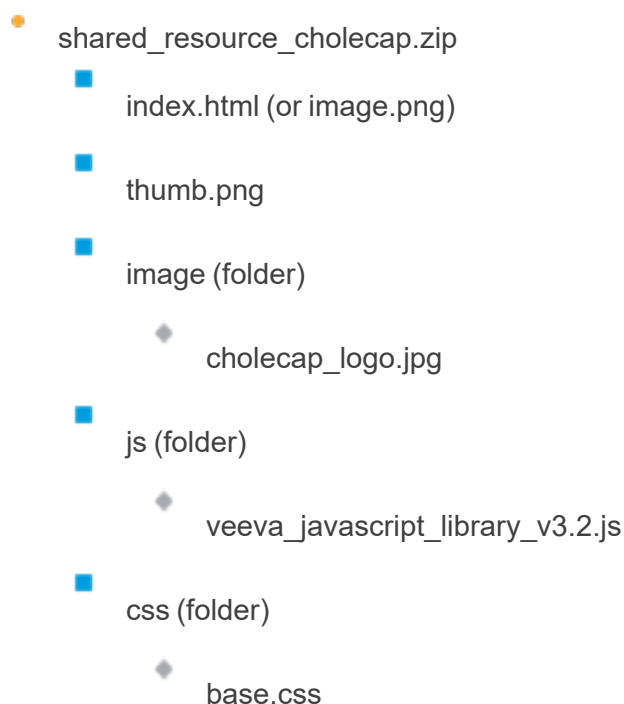 shared_resource_cholecap.zip
index.html (or image.png)
thumb.png
image (folder)
cholecap_logo.jpg
js (folder)
veeva_javascript_library_v3.2.js
css (folder)
base.css